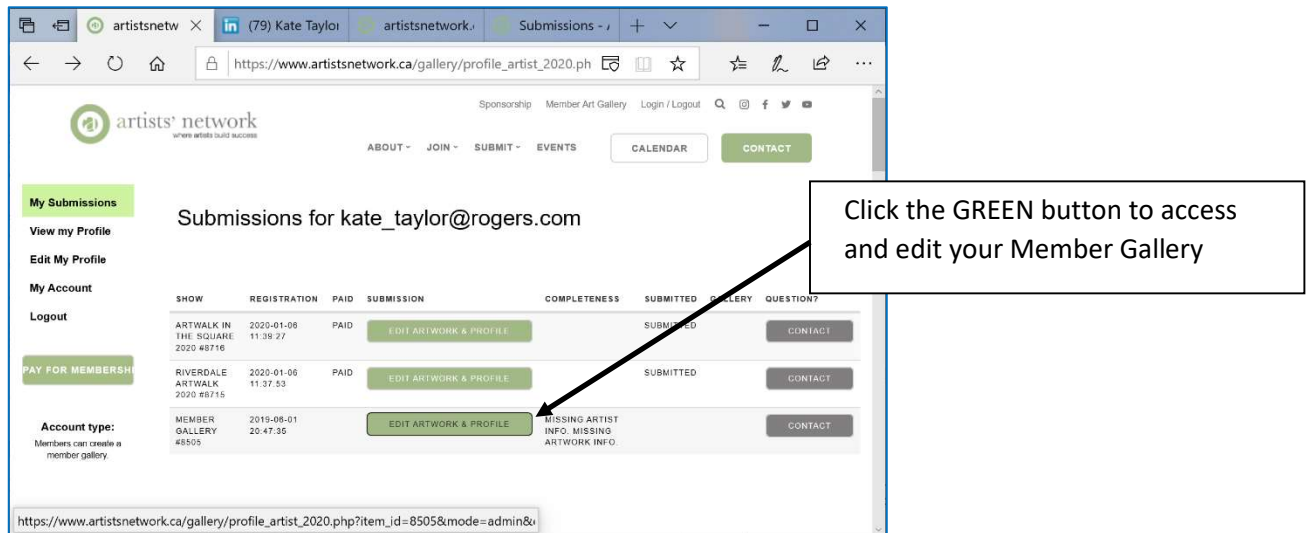 artistsnetw
(79) Kate Taylor
artistsnetwork.
Submissions - A
https://www.artistsnetwork.ca/gallery/profile_artist_2020.ph
Sponsorship Member Art Gallery Login / Logout
artists' network
where artists build success
ABOUT JOIN SUBMIT EVENTS CALENDAR CONTACT
My Submissions
View my Profile
Edit My Profile
My Account
Logout
PAY FOR MEMBERSHI
Account type:
Members can create a
member gallery.
Submissions for kate_taylor@rogers.com
SHOW REGISTRATION PAID SUBMISSION COMPLETENESS SUBMITTED GALLERY QUESTION?
ARTWALK IN 2020-01-06 PAID EDIT ARTWORK & PROFILE SUBMITTED CONTACT
THE SQUARE 11:39:27
2020 #8716
RIVERDALE 2020-01-06 PAID EDIT ARTWORK & PROFILE SUBMITTED CONTACT
ARTWALK 11:37:53
2020 #8715
MEMBER 2019-06-01 EDIT ARTWORK & PROFILE MISSING ARTIST CONTACT
GALLERY 20:47:35 INFO. MISSING
#8505 ARTWORK INFO.
https://www.artistsnetwork.ca/gallery/profile_artist_2020.php?item_id=8505&mode=admin&
Click the GREEN button to access
and edit your Member Gallery